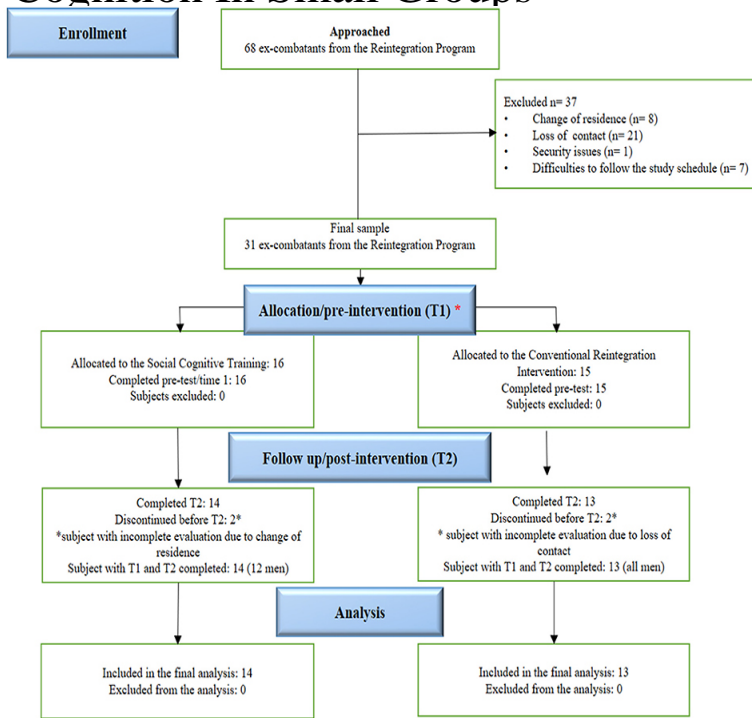 Cognition In Small Groups
Enrollment
Approached
68 ex-combatants from the Reintegration Program
Excluded n= 37
• Change of residence (n= 8)
• Loss of contact (n= 21)
• Security issues (n= 1)
• Difficulties to follow the study schedule (n= 7)
Final sample
31 ex-combatants from the Reintegration Program
Allocation/pre-intervention (T1) *
Allocated to the Social Cognitive Training: 16
Completed pre-test/time 1: 16
Subjects excluded: 0
Allocated to the Conventional Reintegration
Intervention: 15
Completed pre-test: 15
Subjects excluded: 0
Follow up/post-intervention (T2)
Completed T2: 14
Discontinued before T2: 2*
*subject with incomplete evaluation due to change of
residence
Subject with T1 and T2 completed: 14 (12 men)
Completed T2: 13
Discontinued before T2: 2*
* subject with incomplete evaluation due to loss of
contact
Subject with T1 and T2 completed: 13 (all men)
Analysis
Included in the final analysis: 14
Excluded from the analysis: 0
Included in the final analysis: 13
Excluded from the analysis: 0